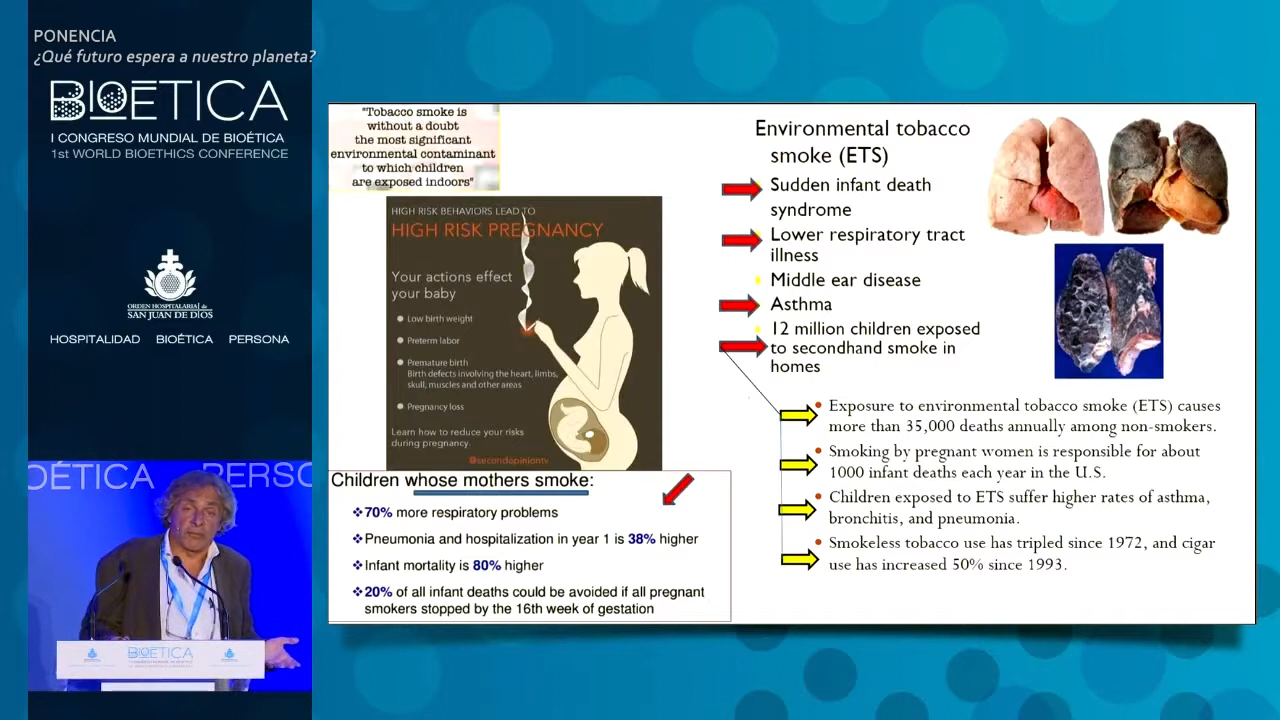 PONENCIA
¿Qué futuro espera a nuestro planeta?
BIOETICA
I CONGRESO MUNDIAL DE BIOÉTICA
1st WORLD BIOETHICS CONFERENCE
ORDEN HOSPITALARIA de
SAN JUAN DE DIOS
HOSPITALIDAD BIOÉTICA PERSONA
OÉTICA PERSO
BIOETICA
"Tobacco smoke is
without a doubt
the most significant
environmental contaminant
to which children
are exposed indoors"
HIGH RISK BEHAVIORS LEAD TO
HIGH RISK PREGNANCY
Your actions effect
your baby
Low birth weight
Preterm labor
Premature birth
Birth defects involving the heart, limbs,
skull, muscles and other areas
Pregnancy loss
Learn how to reduce your risks
during pregnancy.
@secondopiniontv
Children whose mothers smoke:
❖70% more respiratory problems
❖Pneumonia and hospitalization in year 1 is 38% higher
❖Infant mortality is 80% higher
❖20% of all infant deaths could be avoided if all pregnant
smokers stopped by the 16th week of gestation
Environmental tobacco
smoke (ETS)
Sudden infant death
syndrome
Lower respiratory tract
illness
Middle ear disease
Asthma
12 million children exposed
to secondhand smoke in
homes
• Exposure to environmental tobacco smoke (ETS) causes
more than 35,000 deaths annually among non-smokers.
• Smoking by pregnant women is responsible for about
1000 infant deaths each year in the U.S.
• Children exposed to ETS suffer higher rates of asthma,
bronchitis, and pneumonia.
• Smokeless tobacco use has tripled since 1972, and cigar
use has increased 50% since 1993.